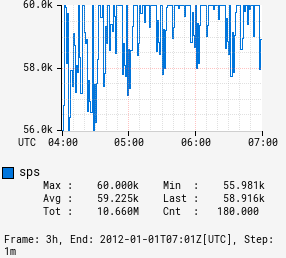 60.0k
58.0k
56.0k
UTC 04:00 05:00 06:00 07:00
sps
Max : 60.000k Min : 55.981k
Avg : 59.225k Last : 58.916k
Tot : 10.660M Cnt : 180.000
Frame: 3h, End: 2012-01-01T07:01Z[UTC], Step:
1m